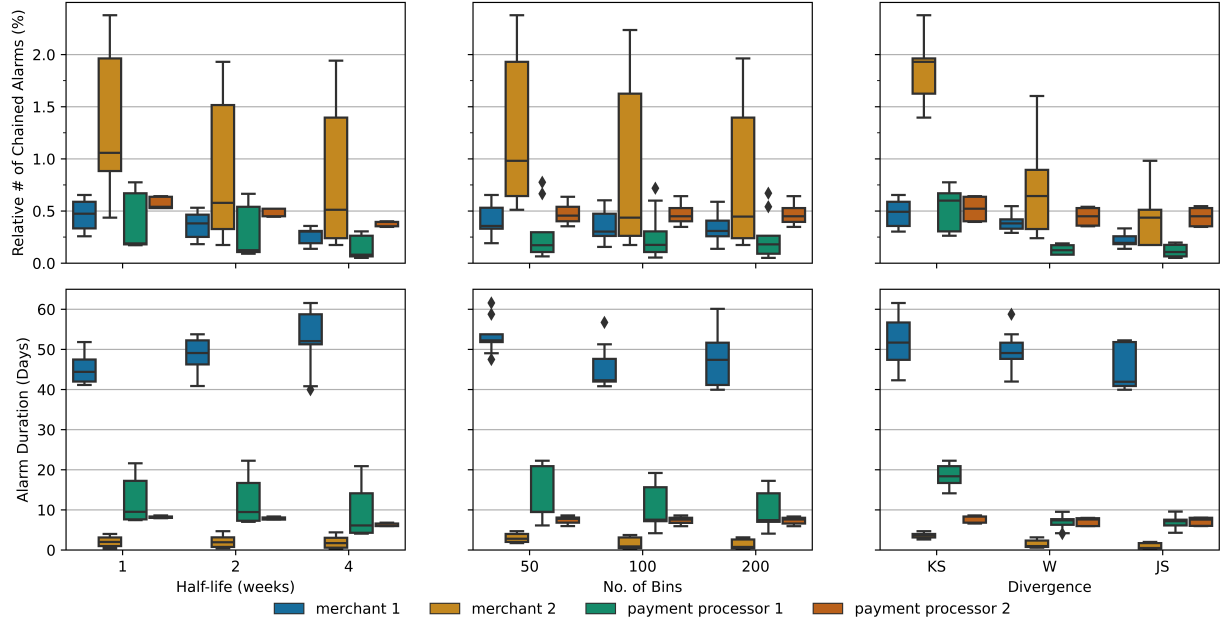 Relative # of Chained Alarms (%)
2.0
1.5
1.0
0.5
0.0
Alarm Duration (Days)
60
50
40
30
20
10
0
1 2 4
Half-life (weeks)
50 100 200
No. of Bins
KS W JS
Divergence
merchant 1 merchant 2 payment processor 1 payment processor 2